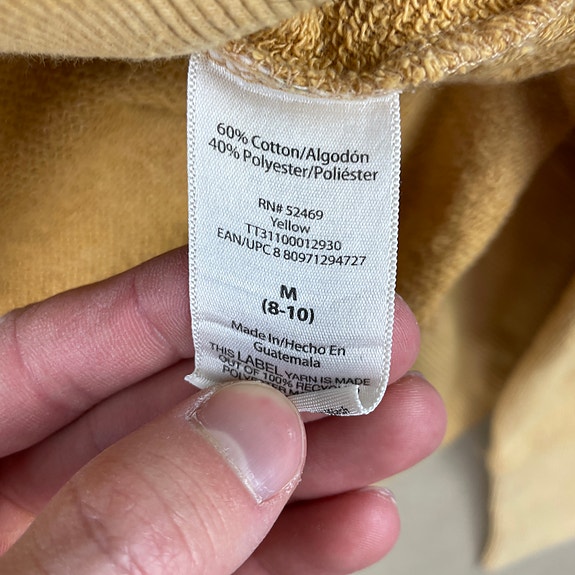 60% Cotton/Algodón
40% Polyester/Poliéster
RN# 52469
Yellow
TT31100012930
EAN/UPC 8 80971294727
M
(8-10)
Made In/Hecho En
Guatemala
THIS LABEL YARN IS MADE
OUT OF 100%